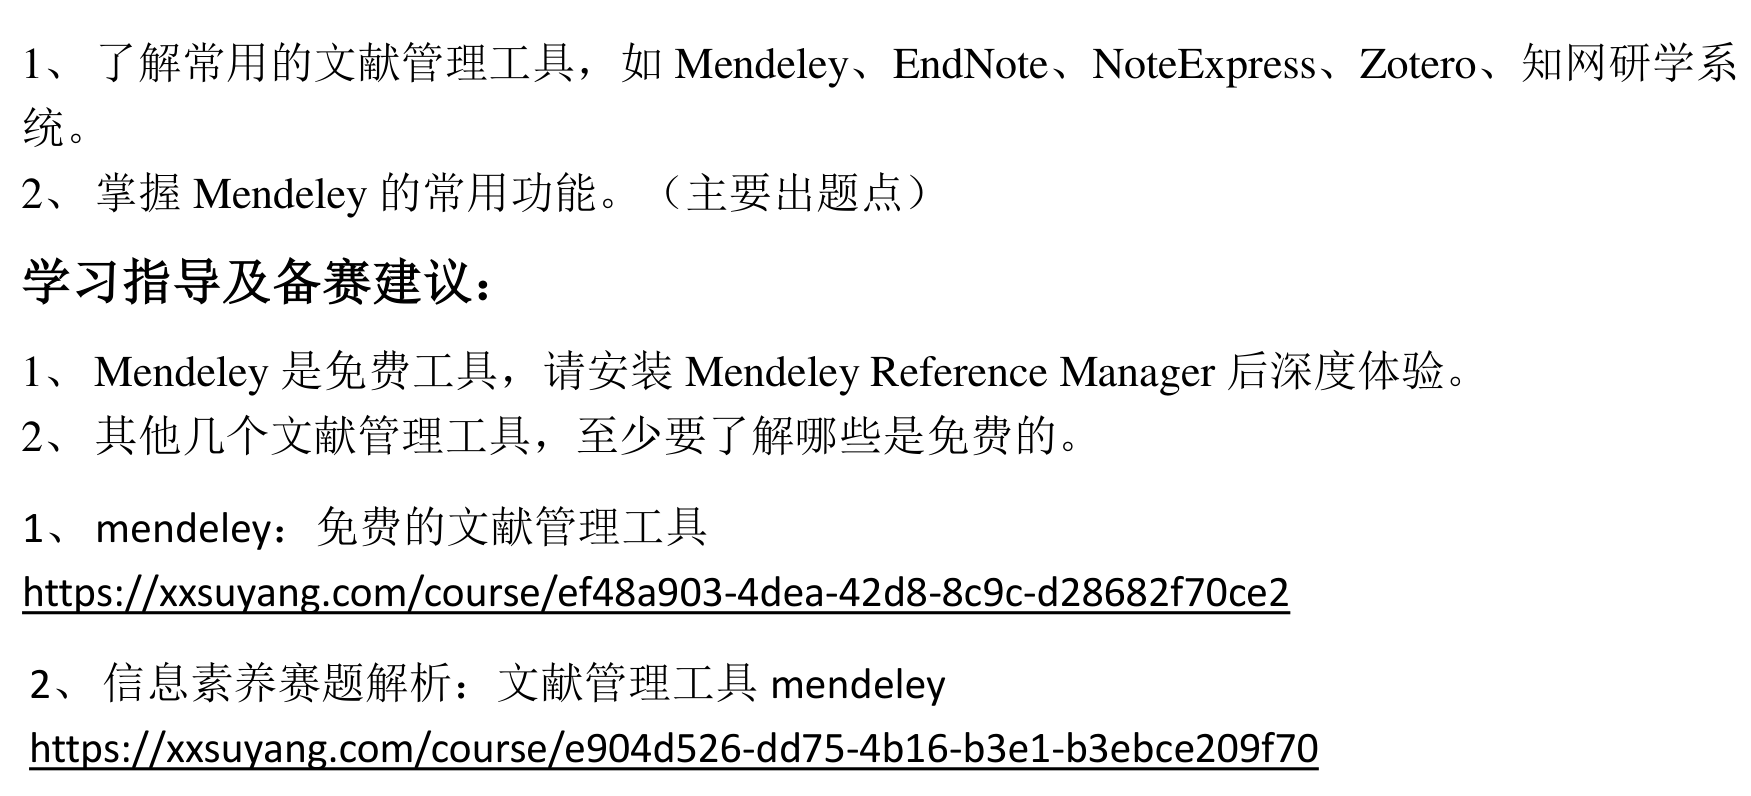 1、 了解常用的文献管理工具，如 Mendeley、EndNote、NoteExpress、Zotero、知网研学系
统。
2、 掌握 Mendeley 的常用功能。（主要出题点）
学习指导及备赛建议：
1、 Mendeley 是免费工具，请安装 Mendeley Reference Manager 后深度体验。
2、 其他几个文献管理工具，至少要了解哪些是免费的。
1、 mendeley：免费的文献管理工具
https://xxsuyang.com/course/ef48a903-4dea-42d8-8c9c-d28682f70ce2
2、 信息素养赛题解析：文献管理工具 mendeley
https://xxsuyang.com/course/e904d526-dd75-4b16-b3e1-b3ebce209f70